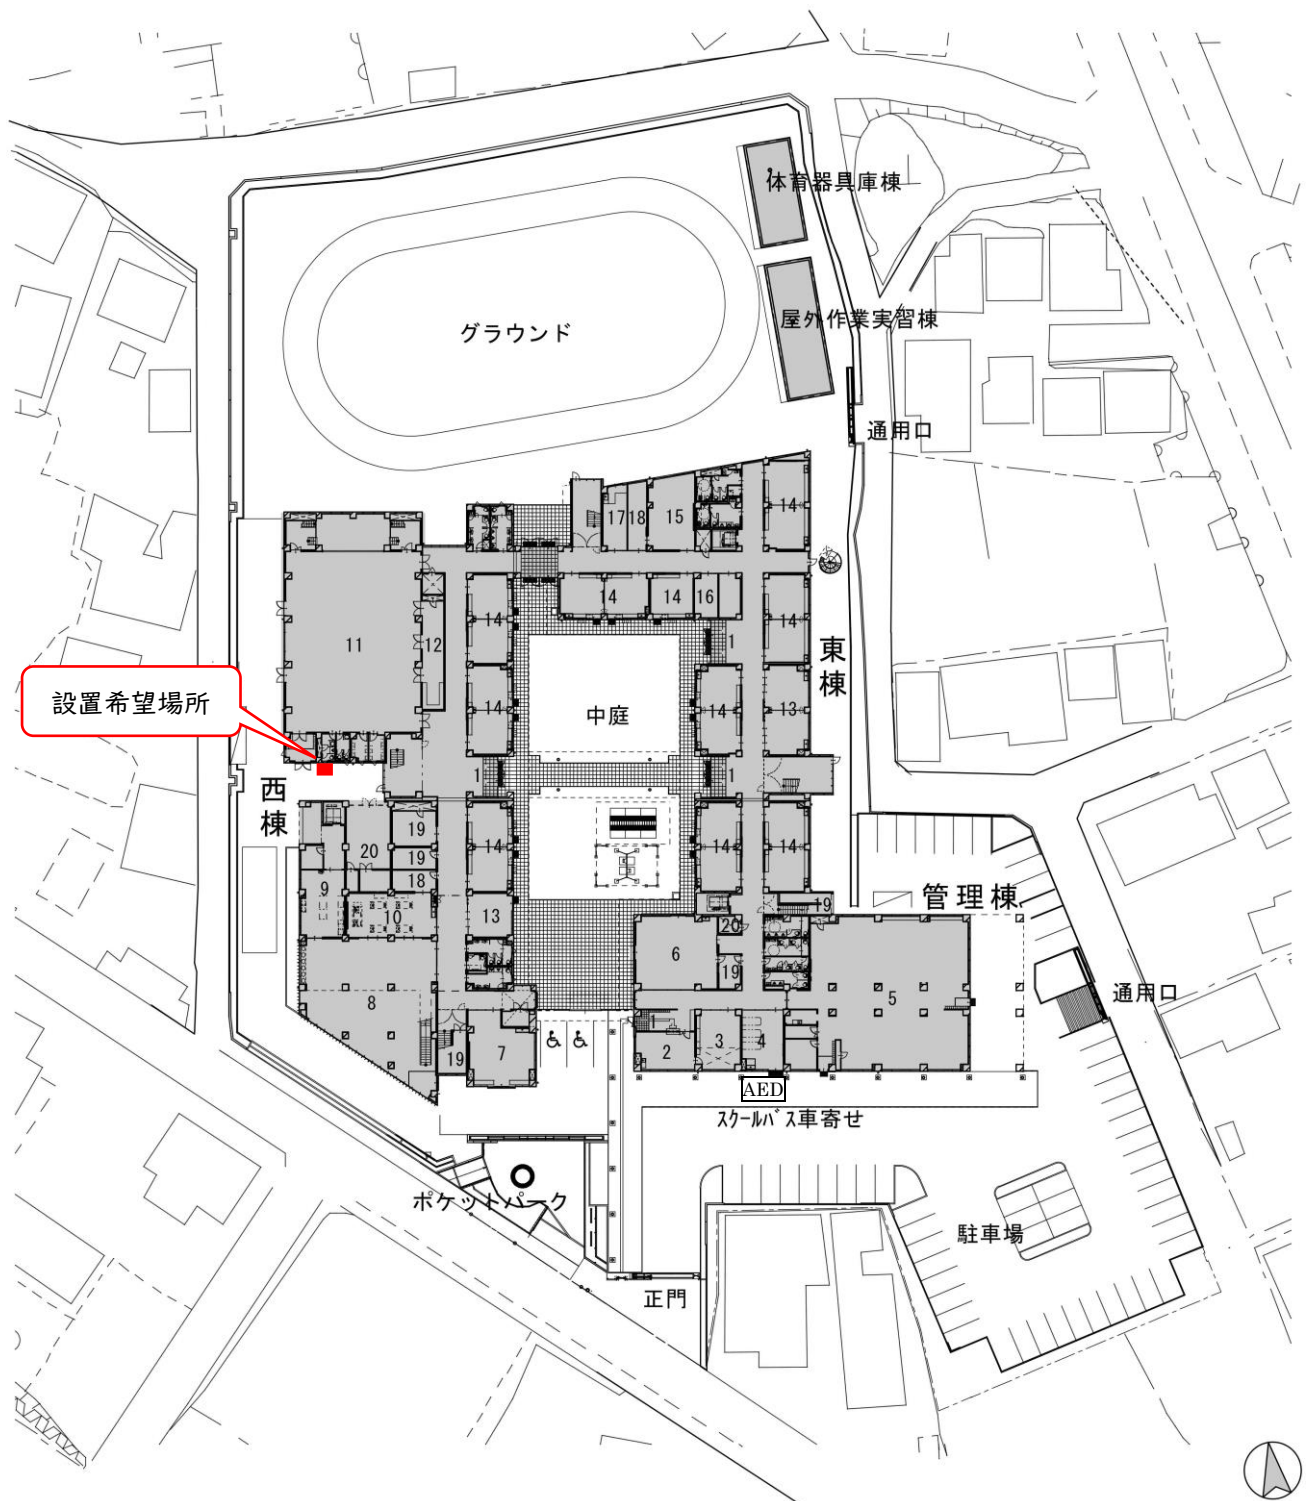 体育器具庫棟
グラウンド
屋外作業実習棟
通用口
17
18
15
14
14
14
16
14
14
11
12
1
東棟
設置希望場所
14
中庭
14
13
1
1
西棟
19
14
14
14
20
19
18
9
10
13
19
管理棟
20
6
19
8
5
通用口
19
7
2
3
4
AED
スクールバス車寄せ
ポケットパーク
駐車場
正門